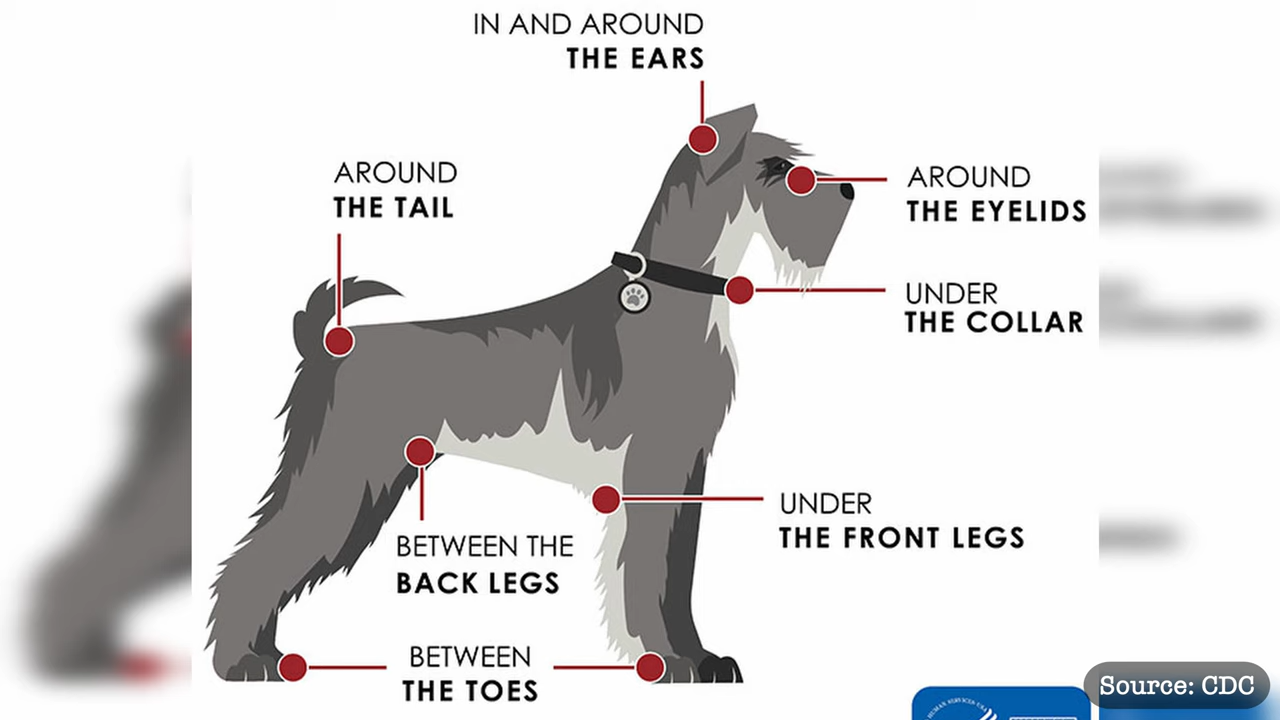 IN AND AROUND
THE EARS
AROUND
THE TAIL
AROUND
THE EYELIDS
UNDER
THE COLLAR
UNDER
THE FRONT LEGS
BETWEEN THE
BACK LEGS
BETWEEN
THE TOES
Source: CDC